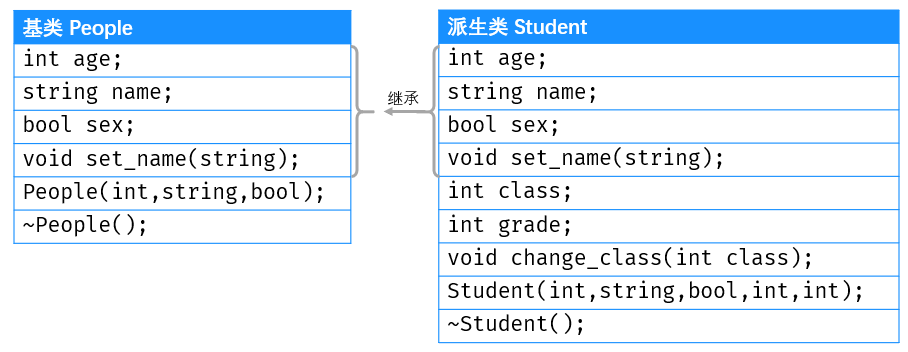 基类 People
int age;
string name;
bool sex;
void set_name(string);
People(int,string,bool);
~People();
继承
派生类 Student
int age;
string name;
bool sex;
void set_name(string);
int class;
int grade;
void change_class(int class);
Student(int,string,bool,int,int);
~Student();